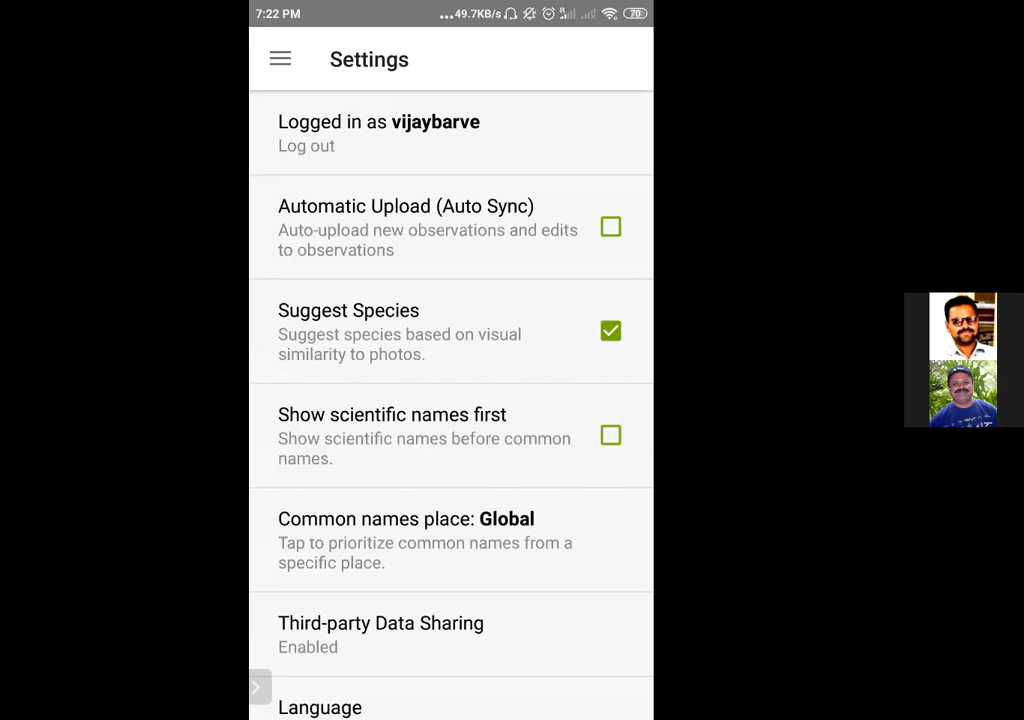 7:22 PM
...49.7KB/s
70
Settings
Logged in as vijaybarve
Log out
Automatic Upload (Auto Sync)
Auto-upload new observations and edits
to observations
Suggest Species
Suggest species based on visual
similarity to photos.
Show scientific names first
Show scientific names before common
names.
Common names place: Global
Tap to prioritize common names from a
specific place.
Third-party Data Sharing
Enabled
Language